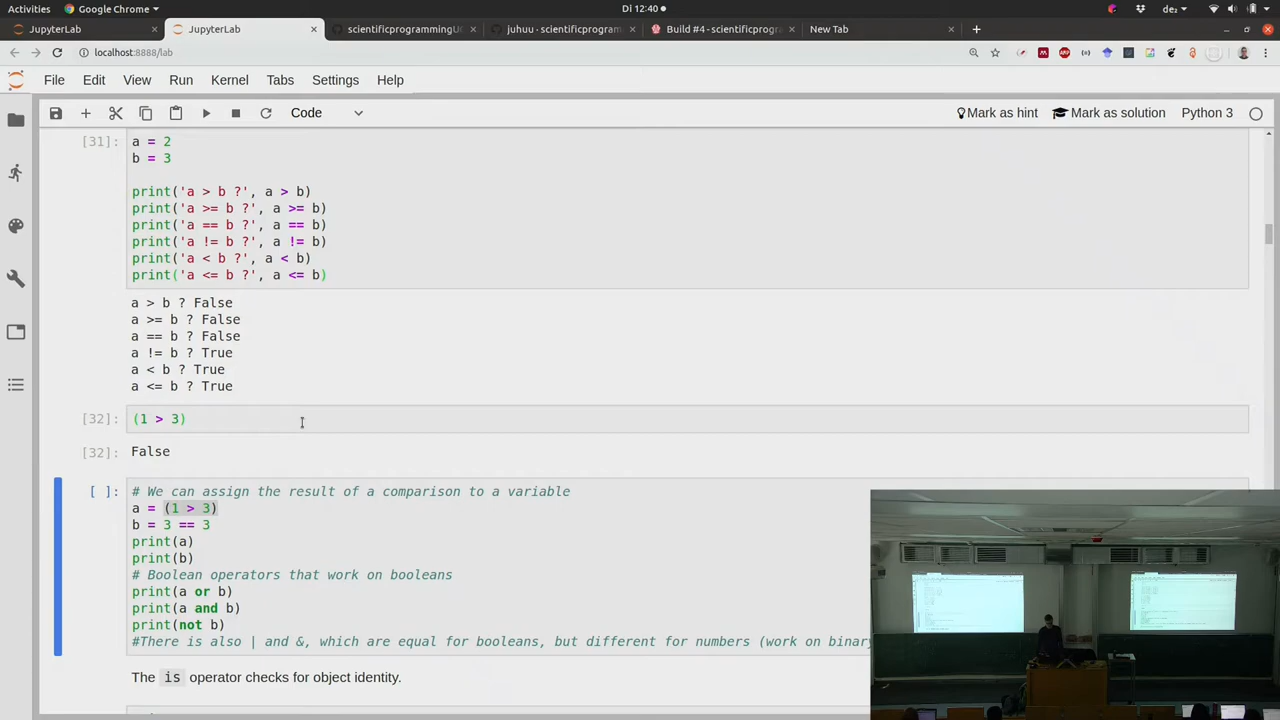 Activities
Google Chrome
Di 12:40
de₂
JupyterLab
JupyterLab
scientificprogrammingUI
juhuu · scientificprogram
Build #4 - scientificprog
New Tab
localhost:8888/lab
File Edit View Run Kernel Tabs Settings Help
Code
Mark as hint
Mark as solution
Python 3
[31]:
a = 2
b = 3
print('a > b ?', a > b)
print('a >= b ?', a >= b)
print('a == b ?', a == b)
print('a != b ?', a != b)
print('a < b ?', a < b)
print('a <= b ?', a <= b)
a > b ? False
a >= b ? False
a == b ? False
a != b ? True
a < b ? True
a <= b ? True
[32]: (1 > 3)
[32]: False
[ ]: # We can assign the result of a comparison to a variable
a = (1 > 3)
b = 3 == 3
print(a)
print(b)
# Boolean operators that work on booleans
print(a or b)
print(a and b)
print(not b)
#There is also | and &, which are equal for booleans, but different for numbers (work on binary
The is operator checks for object identity.